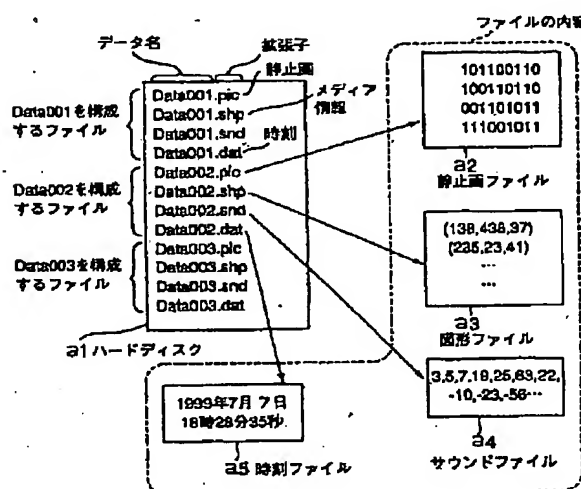 ファイルの内容
データ名
拡張子
静止画
メディア
情報
時刻
Data001を構成
するファイル
Data001.pic
Data001.shp
Data001.snd
Data001.dat
Data002を構成
するファイル
Data002.pic
Data002.shp
Data002.snd
Data002.dat
Data003を構成
するファイル
Data003.pic
Data003.shp
Data003.snd
Data003.dat
a1 ハードディスク
101100110
100110110
001101011
111001011
a2
静止画ファイル
(138,438,37)
(235,23,41)
…
…
a3
図形ファイル
3,5,7,18,25,63,22,
-10,-23,-56…
a4
サウンドファイル
1999年7月7日
18時28分35秒
a5 時刻ファイル